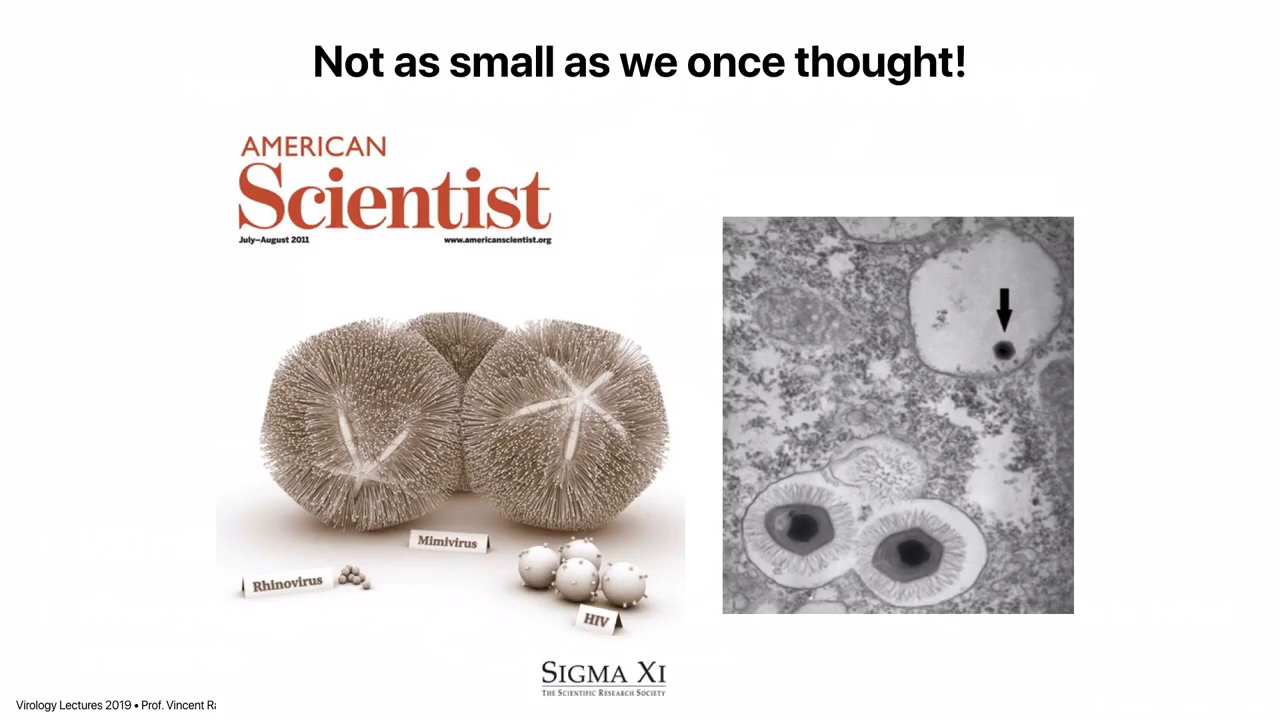 Not as small as we once thought!
AMERICAN
Scientist
July–August 2011 www.americanscientist.org
Mimivirus
Rhinovirus
HIV
SIGMA XI
THE SCIENTIFIC RESEARCH SOCIETY
Virology Lectures 2019 • Prof. Vincent